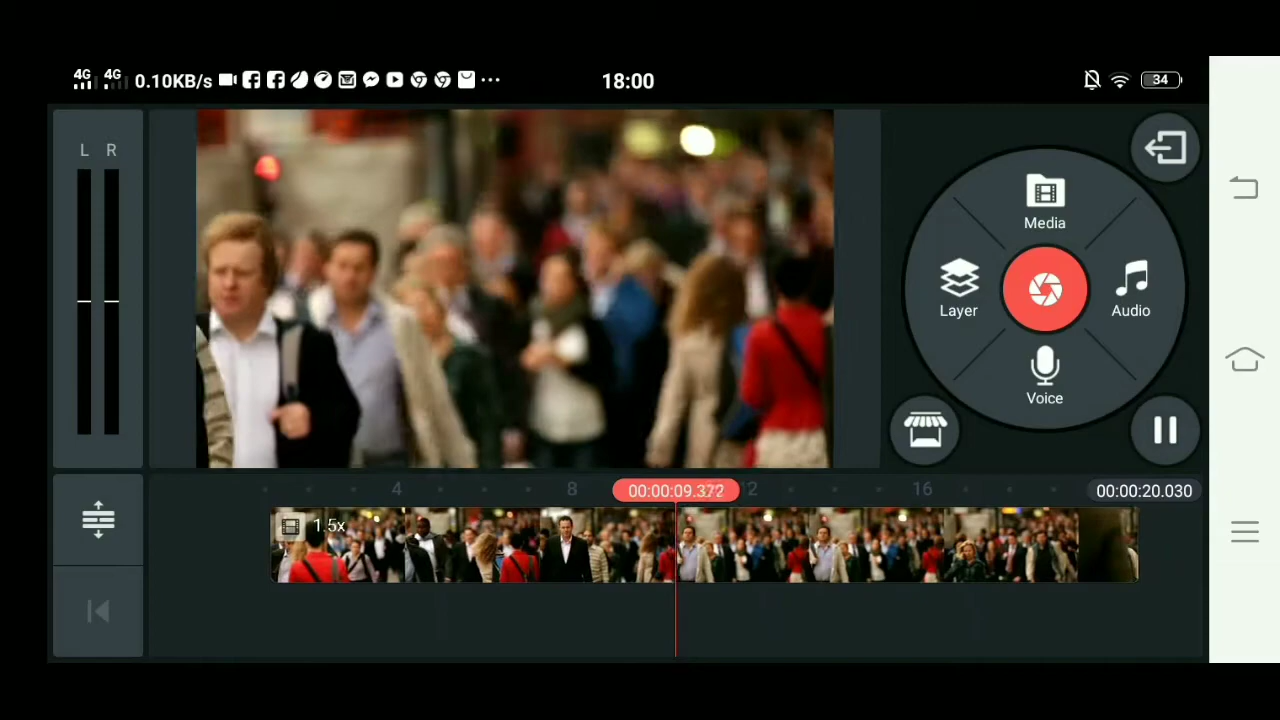 4G 4G 0.10KB/s 18:00 34
L R
Media
Layer
Audio
Voice
4 8 00:00:09.372 12 16 00:00:20.030
1.5x